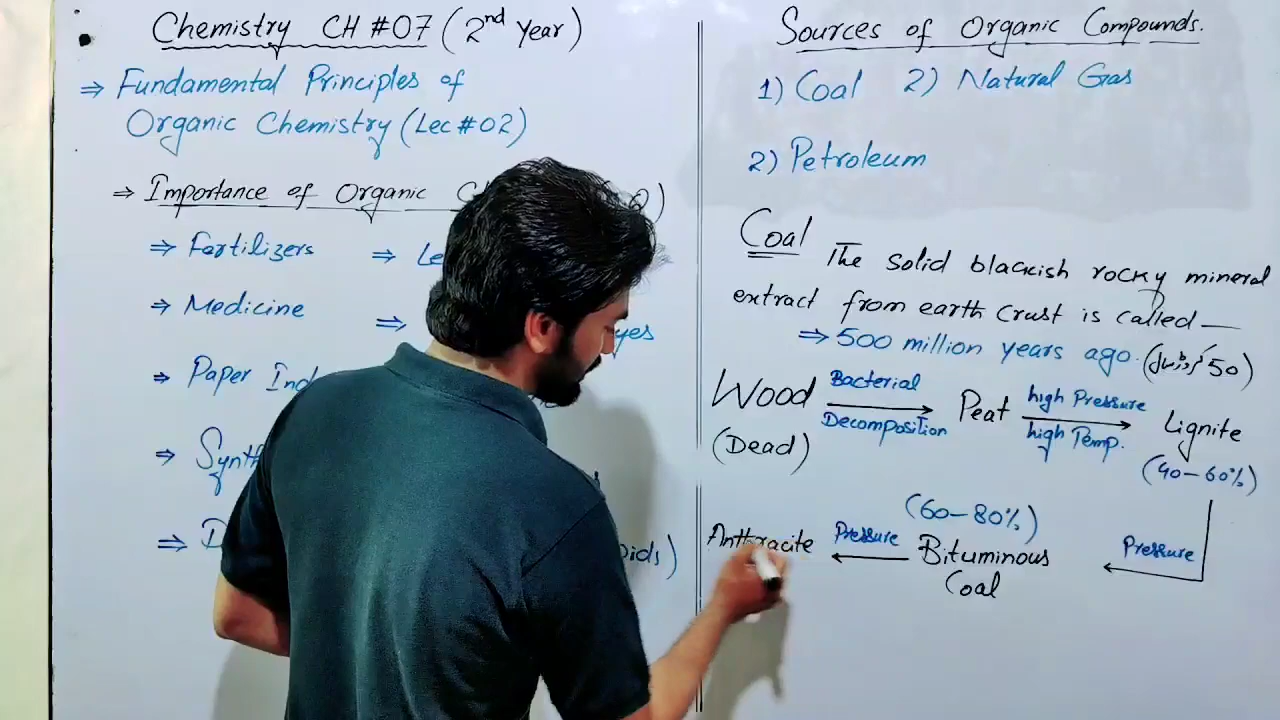 Chemistry CH #07 (2nd Year)
⇒ Fundamental Principles of
Organic Chemistry (Lec #02)
⇒ Importance of Organic
⇒ Fartilizers ⇒
⇒ Medicine ⇒
⇒ Paper
⇒
⇒
Sources of Organic Compounds.
1) Coal 2) Natural Gas
2) Petroleum
Coal The solid blackish rocky mineral
extract from earth crust is called —
⇒ 500 million years ago.
Wood Bacterial Decomposition → Peat high Pressure high Temp. → Lignite
(Dead) (40-60%)
(60-80%)
Anthracite ← Pressure Bituminous ← Pressure
Coal